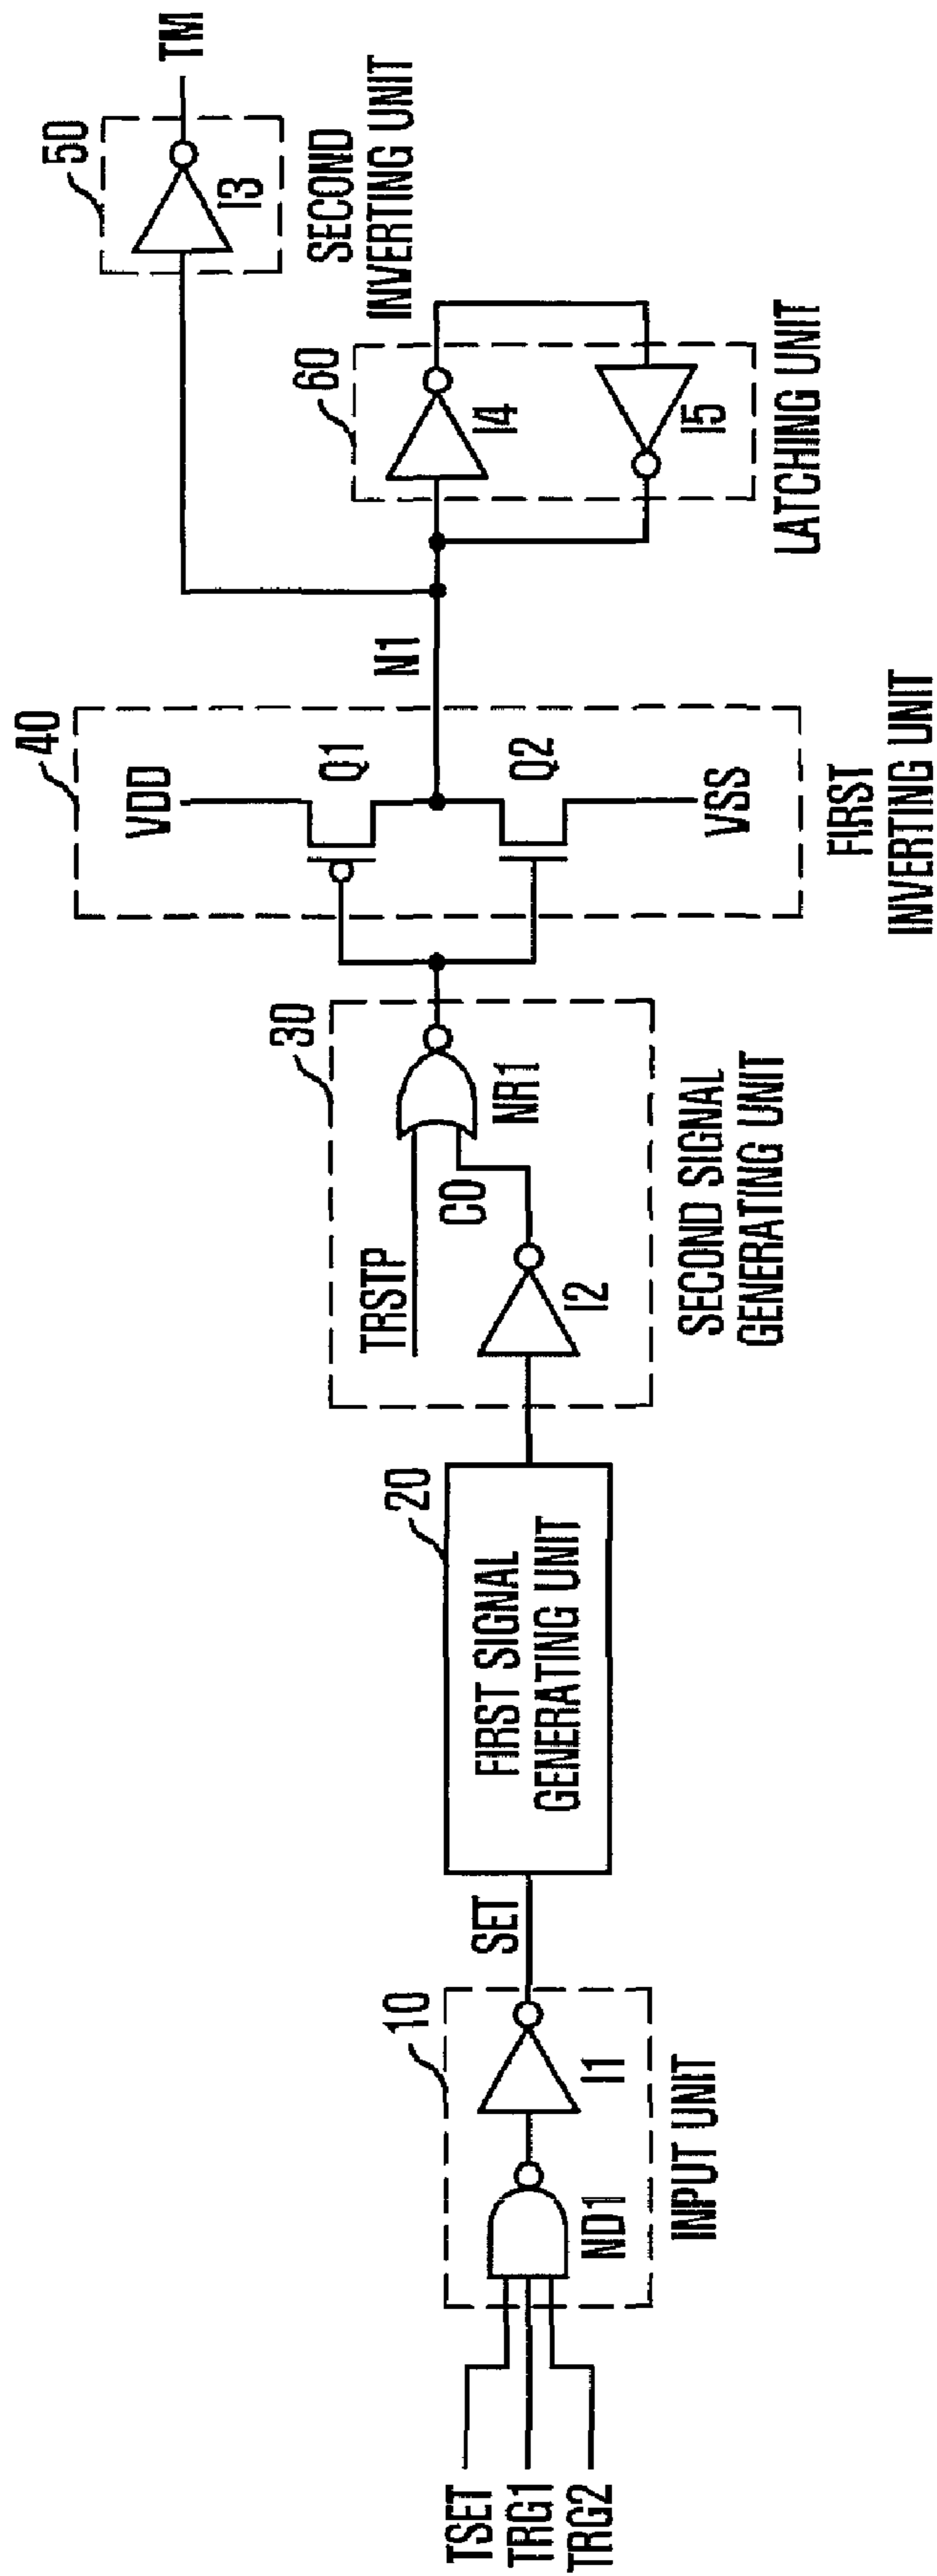 TSET
TRG1
TRG2
ND1
I1
10
INPUT UNIT
SET
20
FIRST SIGNAL
GENERATING UNIT
30
TRSTP
C0
I2
NR1
SECOND SIGNAL
GENERATING UNIT
40
VDD
Q1
Q2
VSS
FIRST
INVERTING UNIT
N1
60
I4
I5
LATCHING UNIT
50
I3
SECOND
INVERTING UNIT
TM